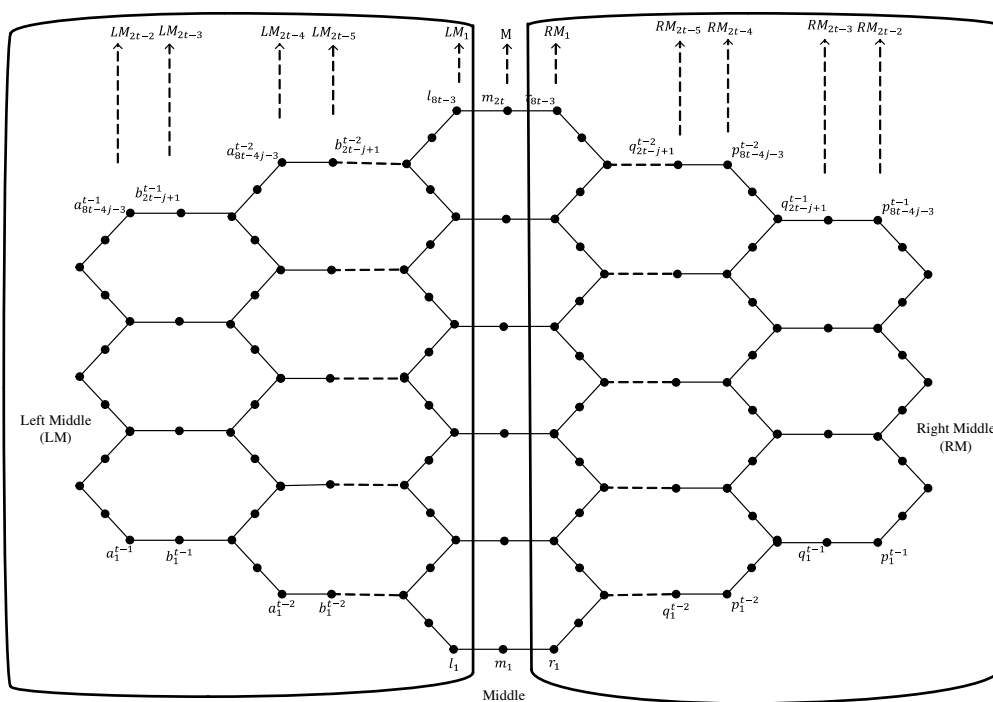 LM_{2t-2} LM_{2t-3} LM_{2t-4} LM_{2t-5} LM_1 M RM_1 RM_{2t-5} RM_{2t-4} RM_{2t-3} RM_{2t-2}
l_{8t-3} m_{2t} r_{8t-3}
a^{t-2}_{8t-4j-3} b^{t-2}_{2t-j+1} q^{t-2}_{2t-j+1} p^{t-2}_{8t-4j-3}
a^{t-1}_{8t-4j-3} b^{t-1}_{2t-j+1} q^{t-1}_{2t-j+1} p^{t-1}_{8t-4j-3}
Left Middle
(LM)
Right Middle
(RM)
a^{t-1}_1 b^{t-1}_1 q^{t-1}_1 p^{t-1}_1
a^{t-2}_1 b^{t-2}_1 q^{t-2}_1 p^{t-2}_1
l_1 m_1 r_1
Middle